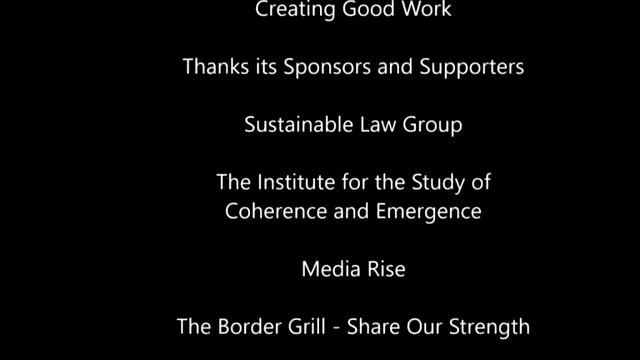 Creating Good Work
Thanks its Sponsors and Supporters
Sustainable Law Group
The Institute for the Study of
Coherence and Emergence
Media Rise
The Border Grill - Share Our Strength